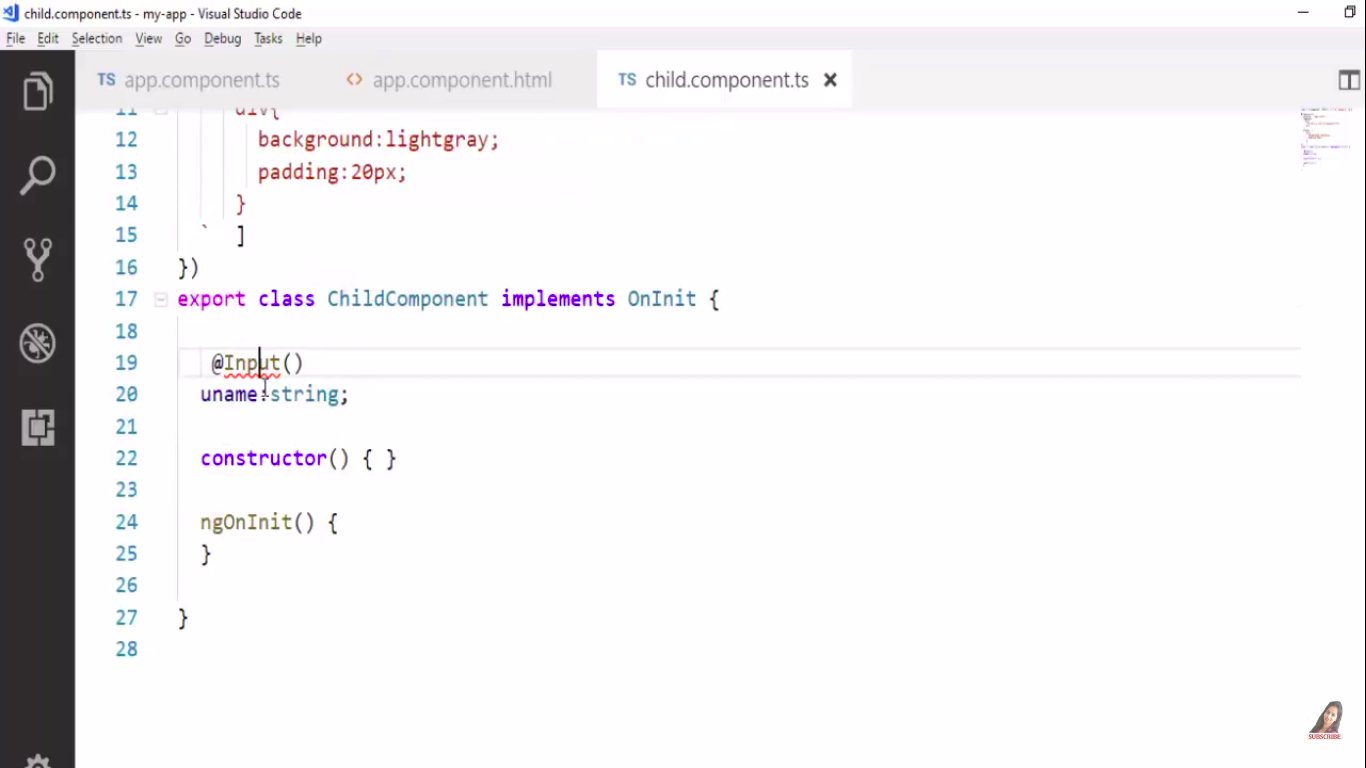 child.component.ts - my-app - Visual Studio Code
File Edit Selection View Go Debug Tasks Help
TS app.component.ts <> app.component.html TS child.component.ts
11 div{
12 background:lightgray;
13 padding:20px;
14 }
15 ` ]
16 })
17 export class ChildComponent implements OnInit {
18
19 @Input()
20 uname:string;
21
22 constructor() { }
23
24 ngOnInit() {
25 }
26
27 }
28
SUBSCRIBE